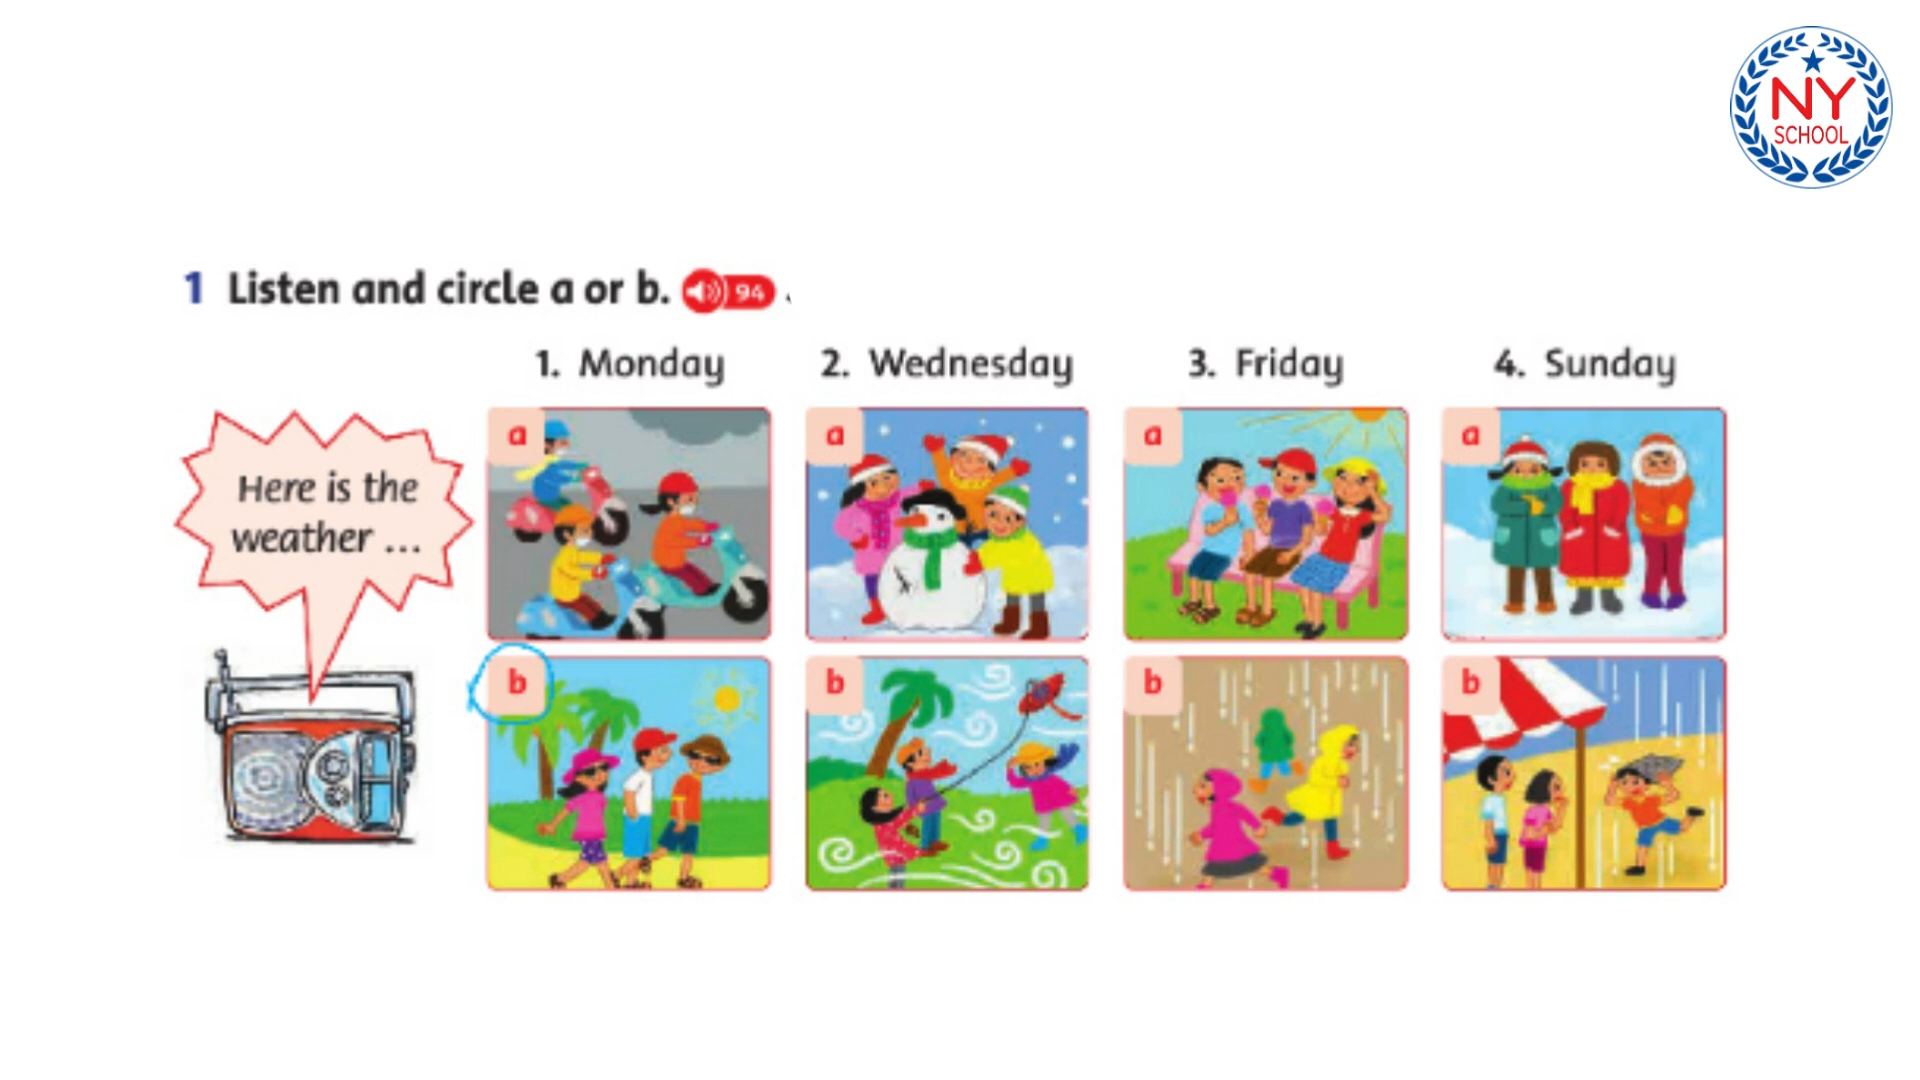 NY
SCHOOL
1 Listen and circle a or b. 94
1. Monday
2. Wednesday
3. Friday
4. Sunday
Here is the
weather ...
a
a
a
a
b
b
b
b